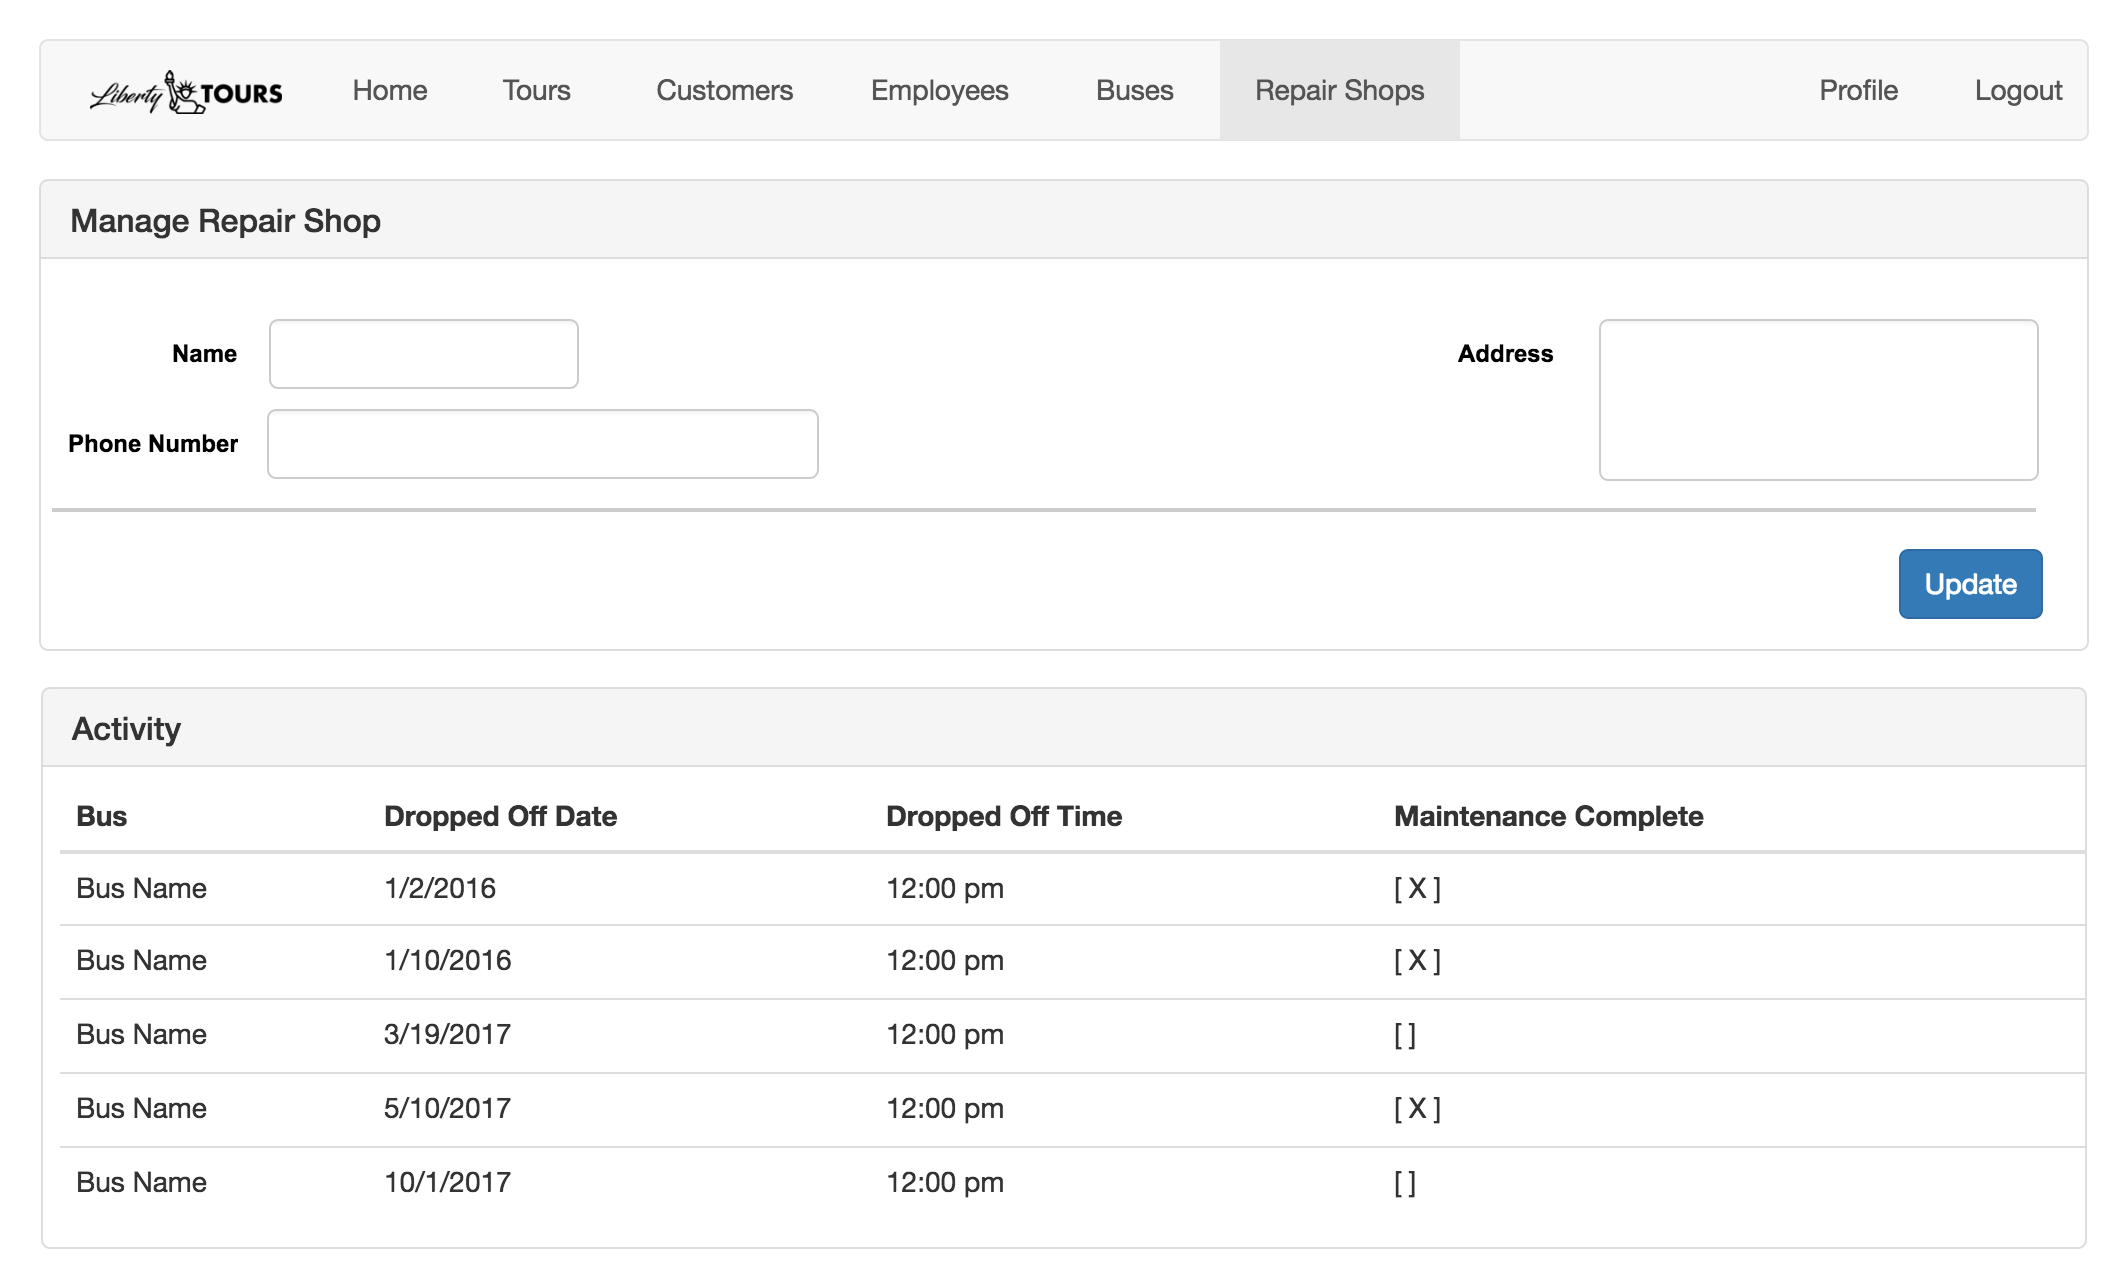 Liberty TOURS Home Tours Customers Employees Buses Repair Shops Profile Logout
Manage Repair Shop
Name Address
Phone Number
Update
Activity
Bus Dropped Off Date Dropped Off Time Maintenance Complete
Bus Name 1/2/2016 12:00 pm [ X ]
Bus Name 1/10/2016 12:00 pm [ X ]
Bus Name 3/19/2017 12:00 pm [ ]
Bus Name 5/10/2017 12:00 pm [ X ]
Bus Name 10/1/2017 12:00 pm [ ]